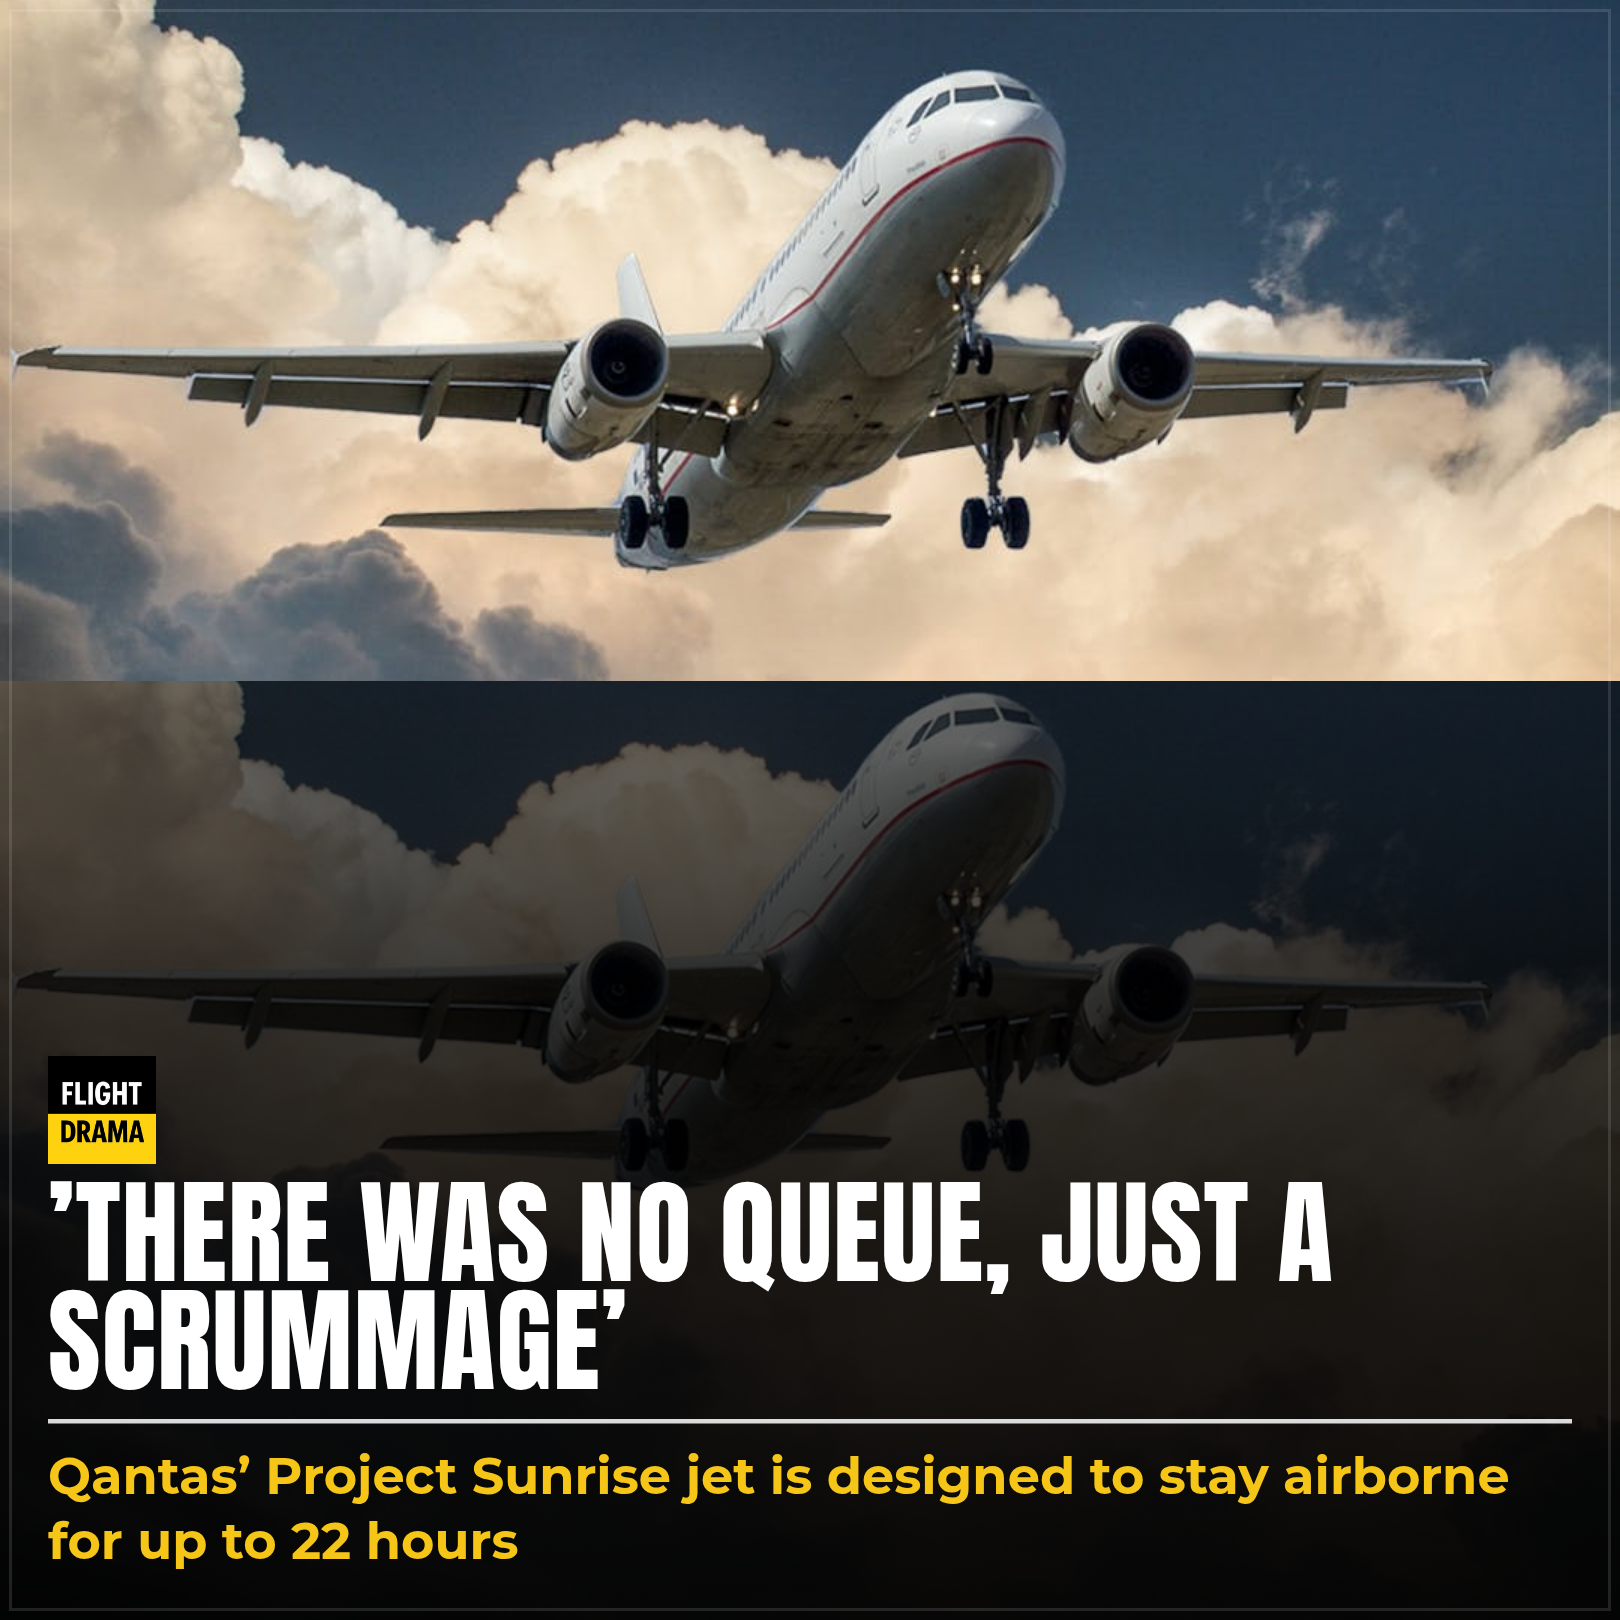 FLIGHT
DRAMA
’THERE WAS NO QUEUE, JUST A
SCRUMMAGE’
Qantas’ Project Sunrise jet is designed to stay airborne
for up to 22 hours